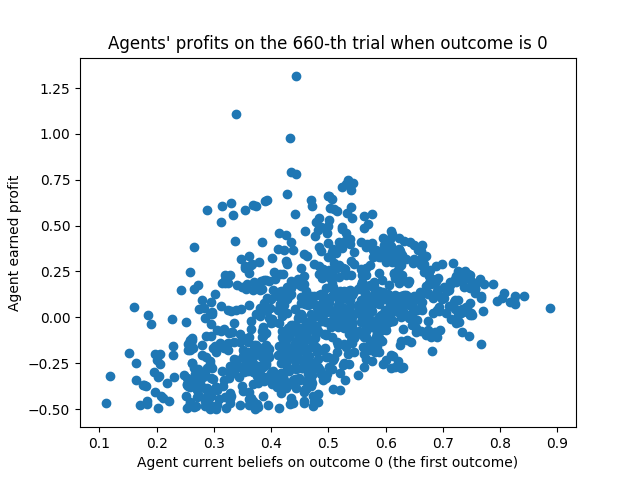 Agents' profits on the 660-th trial when outcome is 0
Agent earned profit
1.25
1.00
0.75
0.50
0.25
0.00
−0.25
−0.50
0.1 0.2 0.3 0.4 0.5 0.6 0.7 0.8 0.9
Agent current beliefs on outcome 0 (the first outcome)